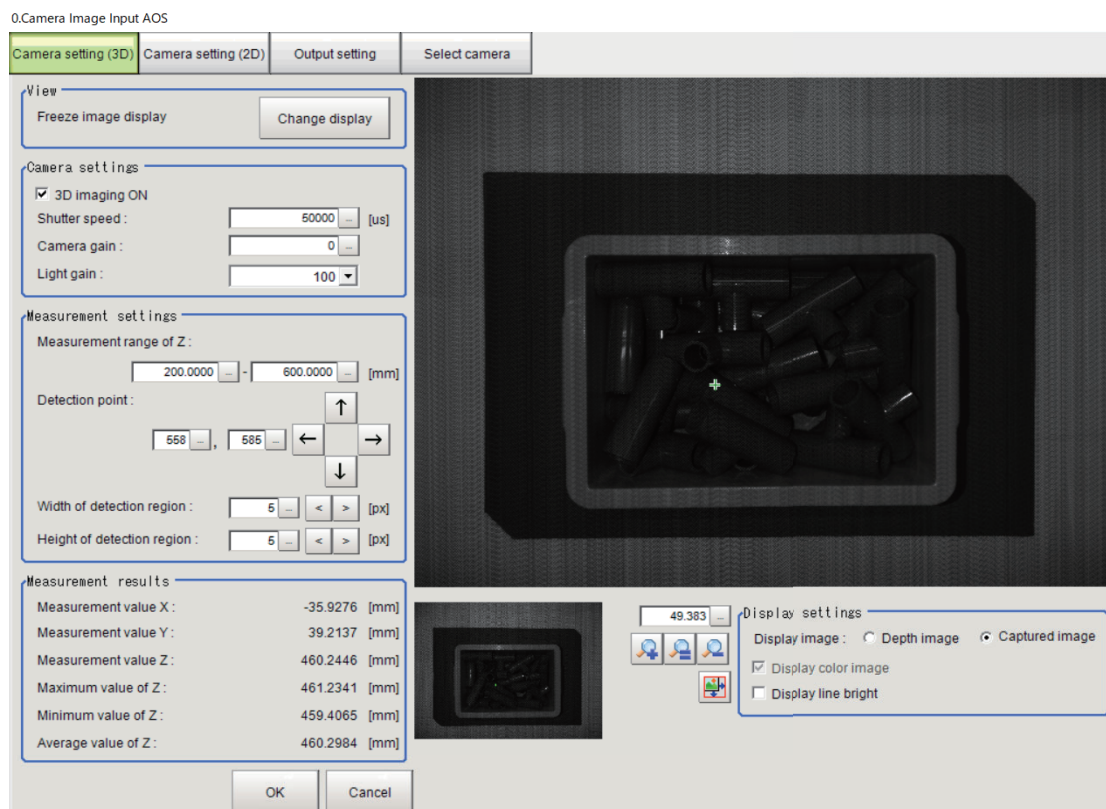 0.Camera Image Input AOS
Camera setting (3D) Camera setting (2D) Output setting Select camera
View
Freeze image display Change display
Camera settings
3D imaging ON
Shutter speed : 50000 ... [us]
Camera gain : 0 ...
Light gain : 100
Measurement settings
Measurement range of Z :
200.0000 ... - 600.0000 ... [mm]
Detection point :
↑
558 ... , 585 ... ← →
↓
Width of detection region : 5 ... < > [px]
Height of detection region : 5 ... < > [px]
Measurement results
Measurement value X : -35.9276 [mm]
Measurement value Y : 39.2137 [mm]
Measurement value Z : 460.2446 [mm]
Maximum value of Z : 461.2341 [mm]
Minimum value of Z : 459.4065 [mm]
Average value of Z : 460.2984 [mm]
OK Cancel
49.383 ...
Display settings
Display image : Depth image Captured image
Display color image
Display line bright